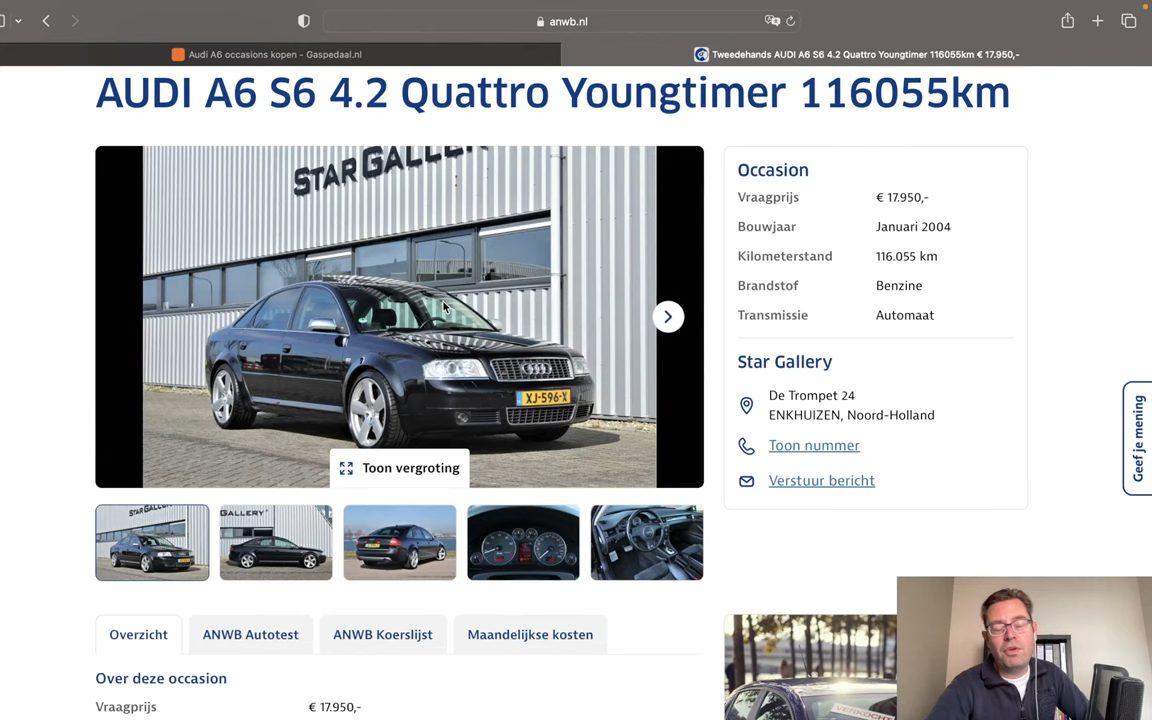 anwb.nl
Audi A6 occasions kopen - Gaspedaal.nl
Tweedehands AUDI A6 S6 4.2 Quattro Youngtimer 116055km € 17.950,-
AUDI A6 S6 4.2 Quattro Youngtimer 116055km
STAR GALLER
XJ-596-X
Toon vergroting
Occasion
Vraagprijs € 17.950,-
Bouwjaar Januari 2004
Kilometerstand 116.055 km
Brandstof Benzine
Transmissie Automaat
Star Gallery
De Trompet 24
ENKHUIZEN, Noord-Holland
Toon nummer
Verstuur bericht
Geef je mening
GALLERY
Overzicht
ANWB Autotest
ANWB Koerslijst
Maandelijkse kosten
Over deze occasion
Vraagprijs € 17.950,-
VERKOCHT